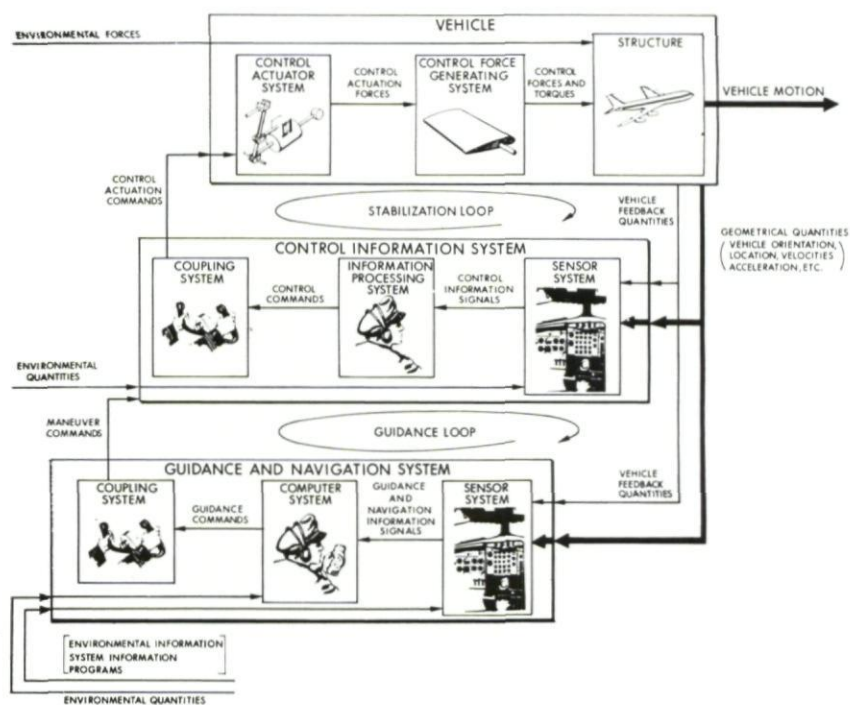 VEHICLE
ENVIRONMENTAL FORCES
STRUCTURE
CONTROL
ACTUATOR
SYSTEM
CONTROL
ACTUATION
FORCES
CONTROL FORCE
GENERATING
SYSTEM
CONTROL
FORCES AND
TORQUES
VEHICLE MOTION
CONTROL
ACTUATION
COMMANDS
STABILIZATION LOOP
VEHICLE
FEEDBACK
QUANTITIES
GEOMETRICAL QUANTITIES
( VEHICLE ORIENTATION,
LOCATION, VELOCITIES
ACCELERATION, ETC. )
CONTROL INFORMATION SYSTEM
COUPLING
SYSTEM
CONTROL
COMMANDS
INFORMATION
PROCESSING
SYSTEM
CONTROL
INFORMATION
SIGNALS
SENSOR
SYSTEM
ENVIRONMENTAL
QUANTITIES
MANEUVER
COMMANDS
GUIDANCE LOOP
VEHICLE
FEEDBACK
QUANTITIES
GUIDANCE AND NAVIGATION SYSTEM
COUPLING
SYSTEM
GUIDANCE
COMMANDS
COMPUTER
SYSTEM
GUIDANCE
AND
NAVIGATION
INFORMATION
SIGNALS
SENSOR
SYSTEM
[ENVIRONMENTAL INFORMATION
SYSTEM INFORMATION
PROGRAMS]
ENVIRONMENTAL QUANTITIES